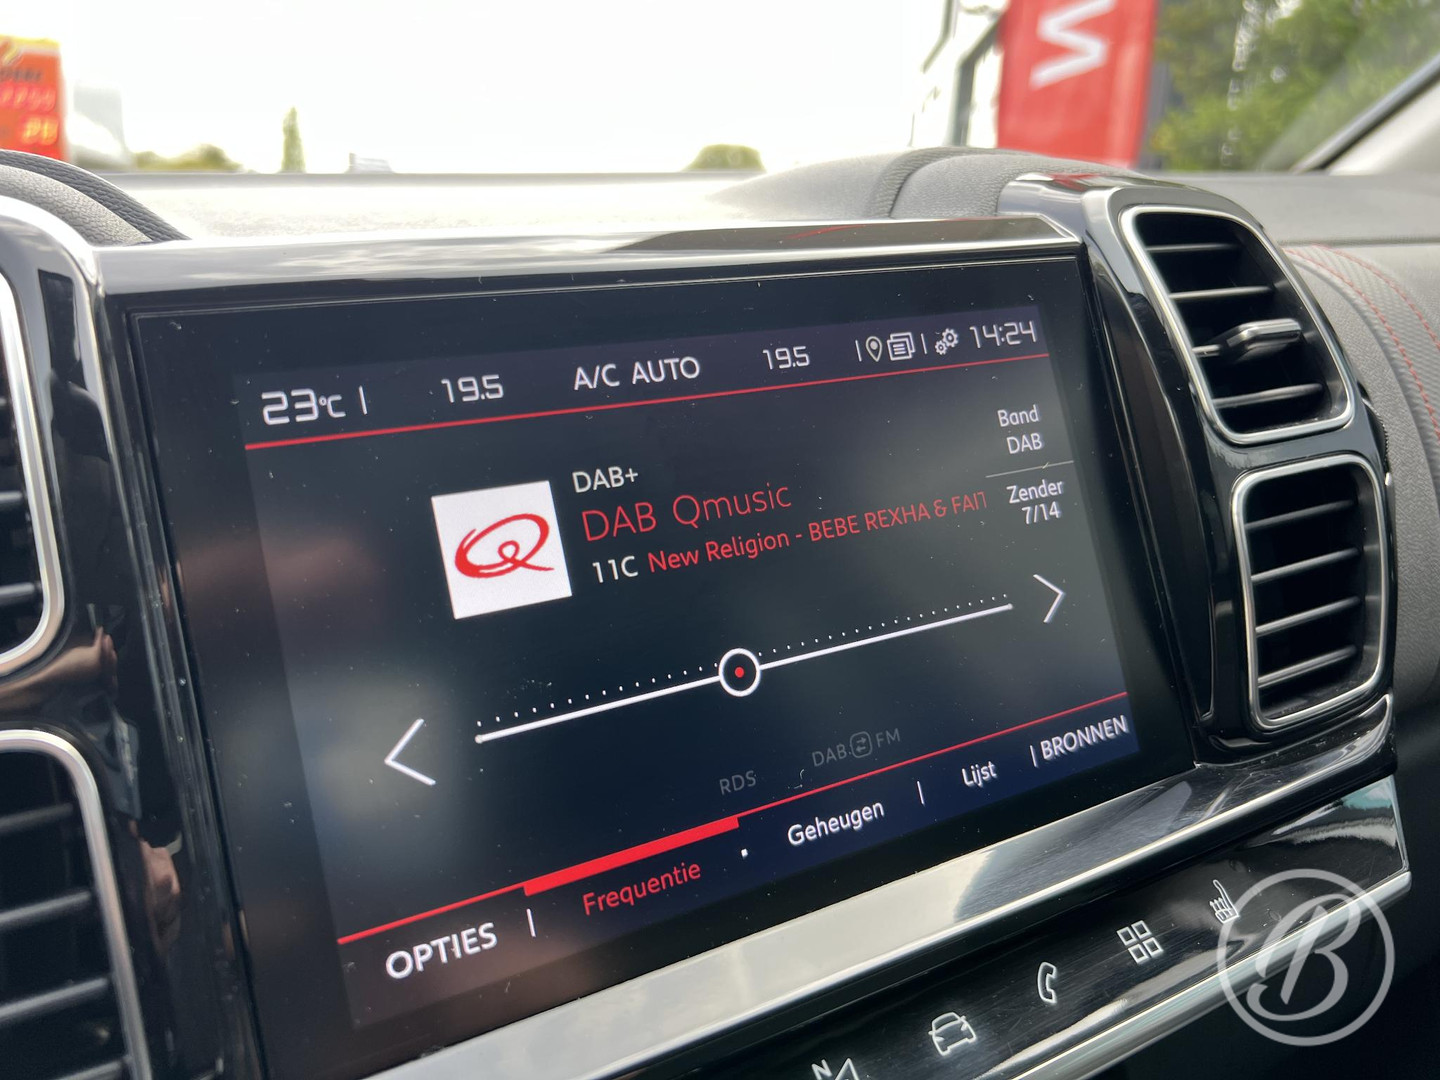 23°C | 19.5 A/C AUTO 19.5 14:24
Band
DAB
DAB+
DAB Qmusic
Zender
7/14
11C New Religion - BEBE REXHA & FAIT
RDS DAB FM
OPTIES | Frequentie · Geheugen | Lijst | BRONNEN
N
B